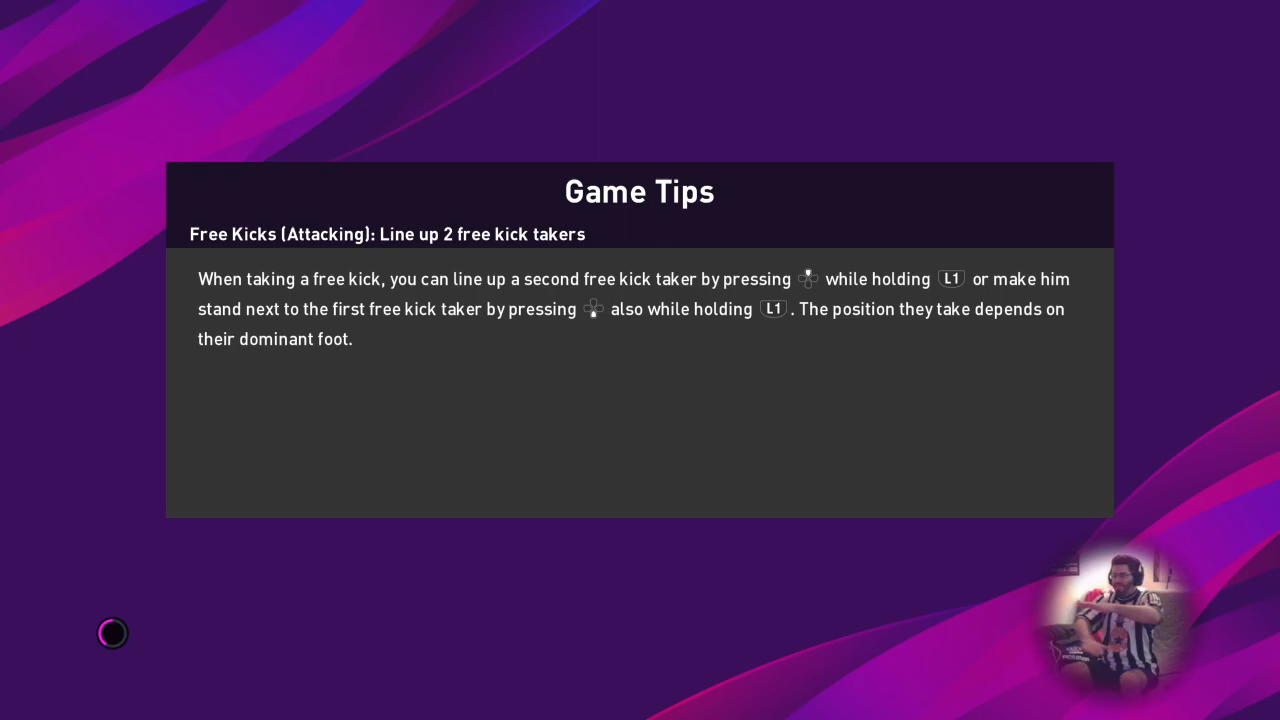 Game Tips
Free Kicks (Attacking): Line up 2 free kick takers
When taking a free kick, you can line up a second free kick taker by pressing while holding L1 or make him
stand next to the first free kick taker by pressing also while holding L1. The position they take depends on
their dominant foot.